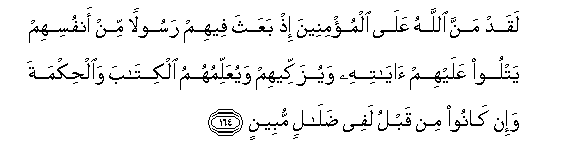 لَقَدْ مَنَّ ٱللَّهُ عَلَى ٱلْمُؤْمِنِينَ إِذْ بَعَثَ فِيهِمْ رَسُولًا مِّنْ أَنفُسِهِمْ
يَتْلُوا۟ عَلَيْهِمْ ءَايَـٰتِهِۦ وَيُزَكِّيهِمْ وَيُعَلِّمُهُمُ ٱلْكِتَـٰبَ وَٱلْحِكْمَةَ
وَإِن كَانُوا۟ مِن قَبْلُ لَفِى ضَلَـٰلٍ مُّبِينٍ ١٦٤